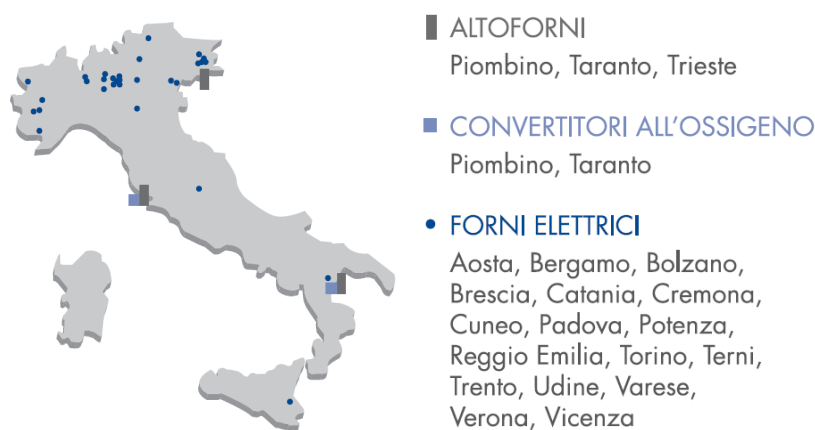 ALTOFORNI
Piombino, Taranto, Trieste
CONVERTITORI ALL'OSSIGENO
Piombino, Taranto
FORNI ELETTRICI
Aosta, Bergamo, Bolzano,
Brescia, Catania, Cremona,
Cuneo, Padova, Potenza,
Reggio Emilia, Torino, Terni,
Trento, Udine, Varese,
Verona, Vicenza